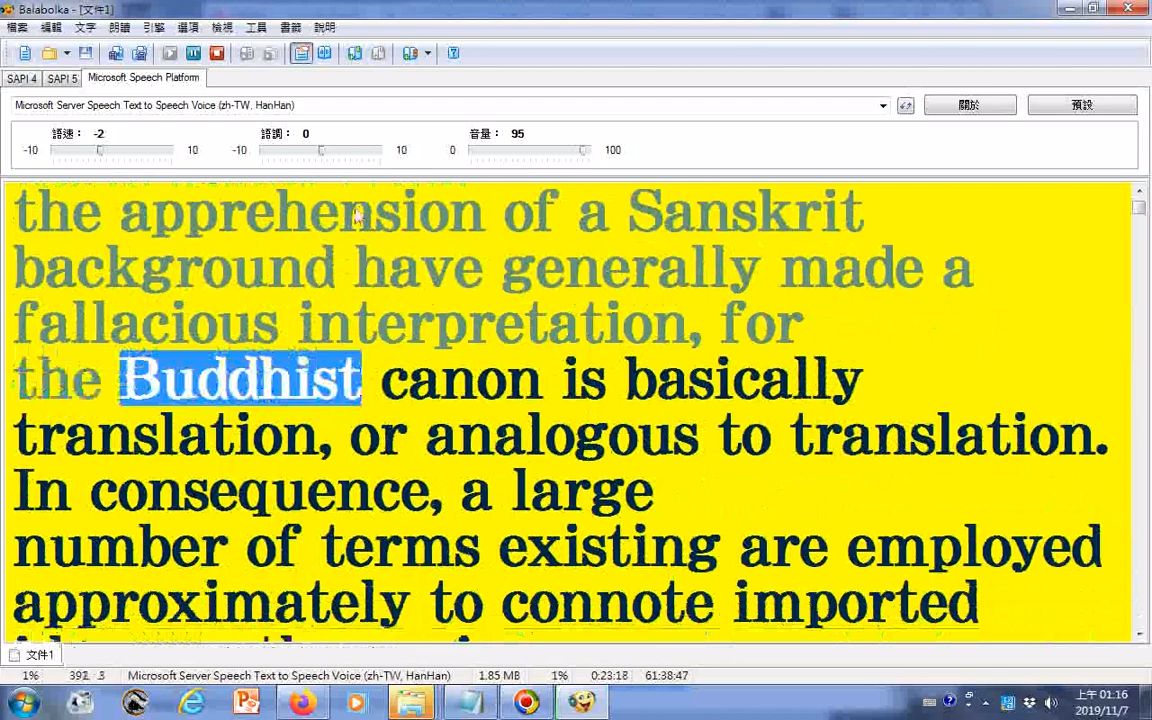 Balabolka - [文件1]
檔案 編輯 文字 朗讀 引擎 選項 檢視 工具 書籤 說明
SAPI 4 SAPI 5 Microsoft Speech Platform
Microsoft Server Speech Text to Speech Voice (zh-TW, HanHan) 關於 預設
語速： -2 語調： 0 音量： 95
-10 10 -10 10 0 100
the apprehension of a Sanskrit
background have generally made a
fallacious interpretation, for
the Buddhist canon is basically
translation, or analogous to translation.
In consequence, a large
number of terms existing are employed
approximately to connote imported
文件1
1% 392 3 Microsoft Server Speech Text to Speech Voice (zh-TW, HanHan) 1.85 MB 1% 0:23:18 61:38:47
上午 01:16
2019/11/7